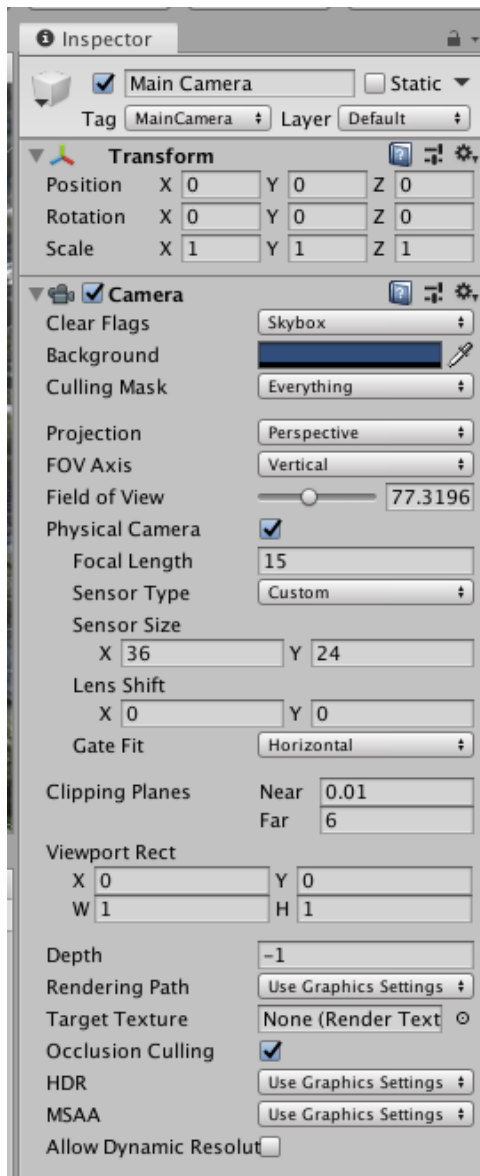 Inspector
Main Camera Static
Tag MainCamera Layer Default
Transform
Position X 0 Y 0 Z 0
Rotation X 0 Y 0 Z 0
Scale X 1 Y 1 Z 1
Camera
Clear Flags Skybox
Background
Culling Mask Everything
Projection Perspective
FOV Axis Vertical
Field of View 77.3196
Physical Camera
Focal Length 15
Sensor Type Custom
Sensor Size
X 36 Y 24
Lens Shift
X 0 Y 0
Gate Fit Horizontal
Clipping Planes Near 0.01
Far 6
Viewport Rect
X 0 Y 0
W 1 H 1
Depth -1
Rendering Path Use Graphics Settings
Target Texture None (Render Text
Occlusion Culling
HDR Use Graphics Settings
MSAA Use Graphics Settings
Allow Dynamic Resolut